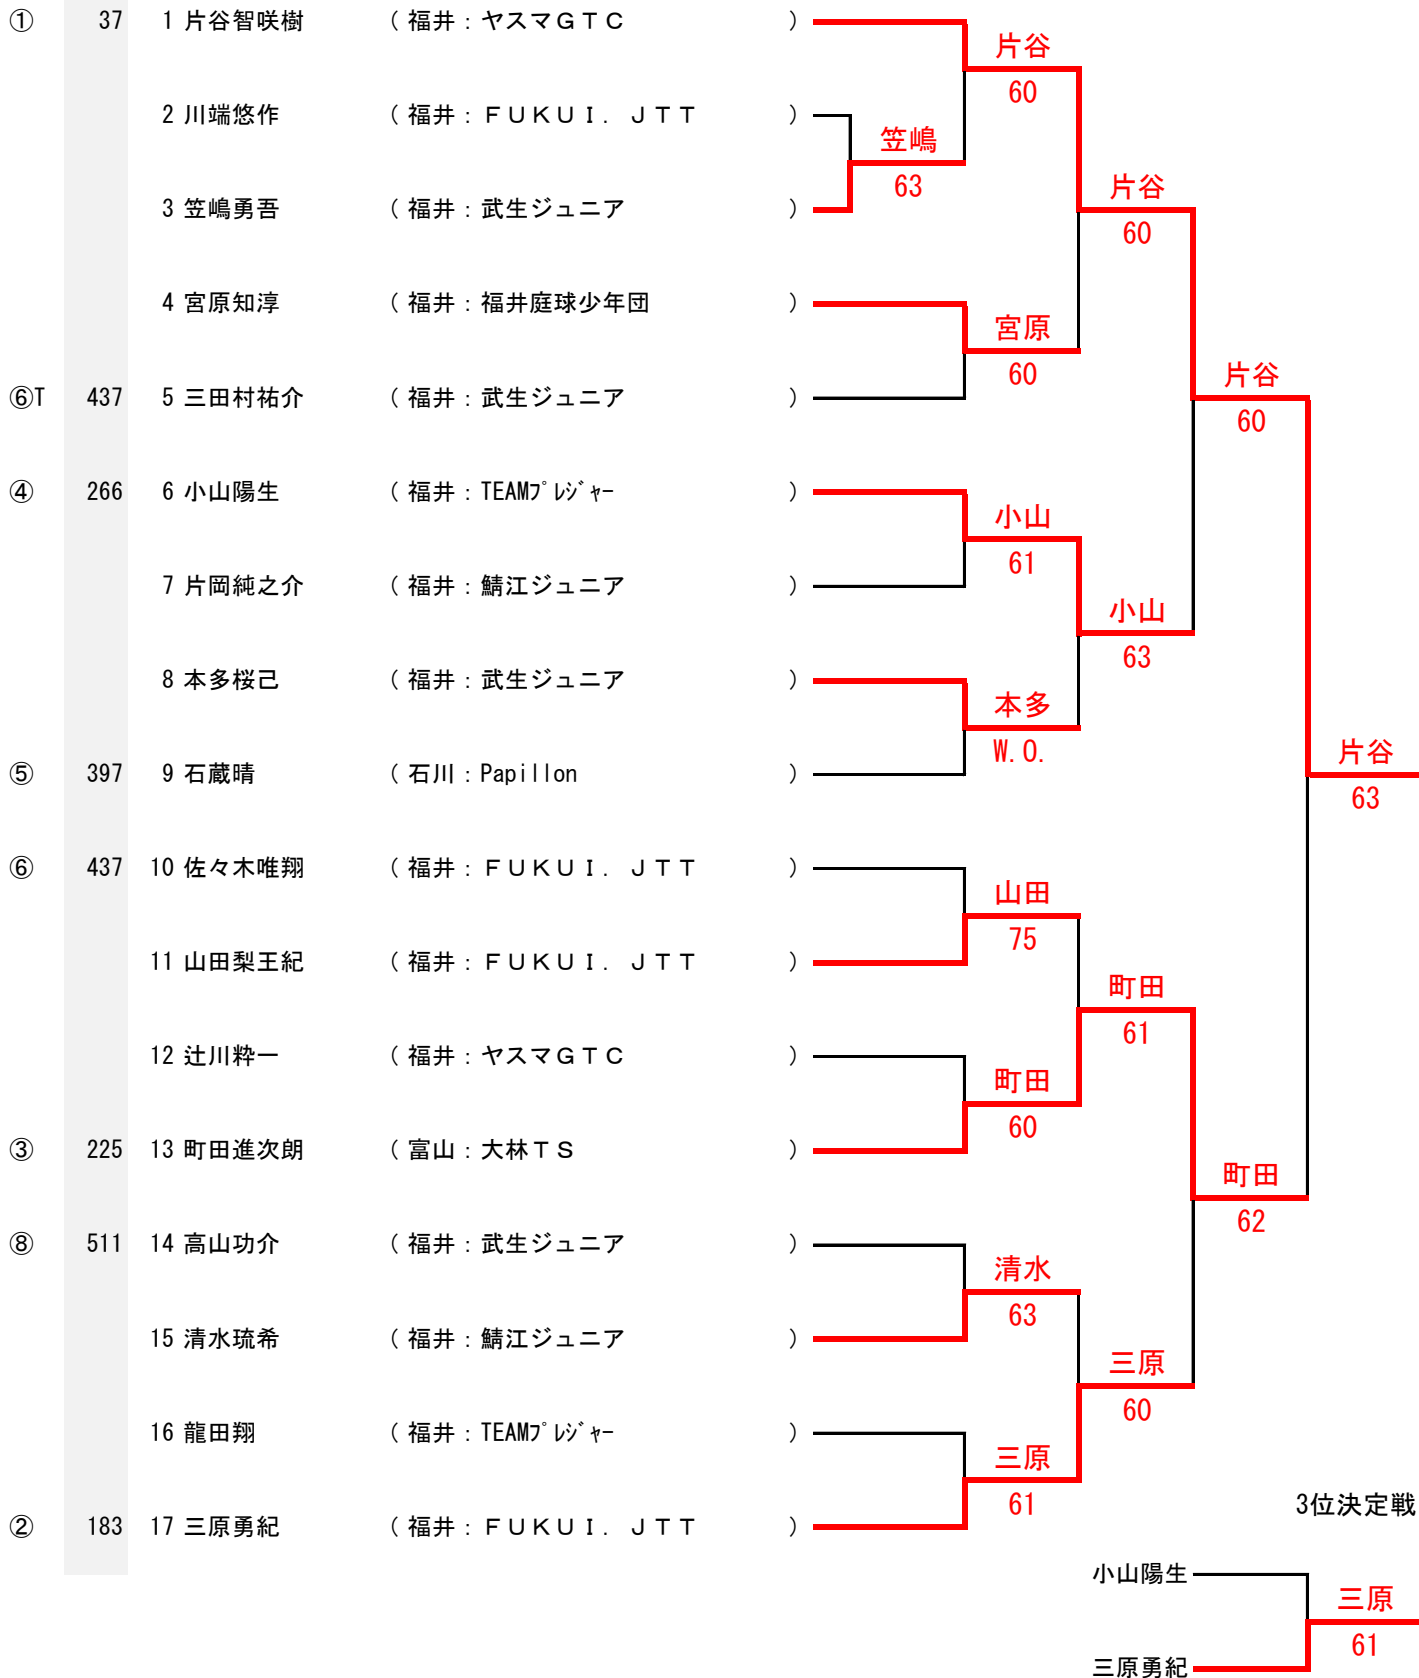 ① 37 1 片谷智咲樹 ( 福井 : ヤスマＧＴＣ )
片谷
60
2 川端悠作 ( 福井 : ＦＵＫＵＩ．ＪＴＴ )
笠嶋
63
片谷
60
3 笠嶋勇吾 ( 福井 : 武生ジュニア )
4 宮原知淳 ( 福井 : 福井庭球少年団 )
宮原
60
片谷
60
⑥T 437 5 三田村祐介 ( 福井 : 武生ジュニア )
④ 266 6 小山陽生 ( 福井 : TEAMﾌﾟﾚｼﾞｬｰ )
小山
61
7 片岡純之介 ( 福井 : 鯖江ジュニア )
小山
63
8 本多桜己 ( 福井 : 武生ジュニア )
本多
W.O.
片谷
63
⑤ 397 9 石蔵晴 ( 石川 : Papillon )
⑥ 437 10 佐々木唯翔 ( 福井 : ＦＵＫＵＩ．ＪＴＴ )
山田
75
11 山田梨王紀 ( 福井 : ＦＵＫＵＩ．ＪＴＴ )
町田
61
12 辻川粋一 ( 福井 : ヤスマＧＴＣ )
町田
60
③ 225 13 町田進次朗 ( 富山 : 大林ＴＳ )
町田
62
⑧ 511 14 高山功介 ( 福井 : 武生ジュニア )
清水
63
15 清水琉希 ( 福井 : 鯖江ジュニア )
三原
60
16 龍田翔 ( 福井 : TEAMﾌﾟﾚｼﾞｬｰ )
三原
61
3位決定戦
② 183 17 三原勇紀 ( 福井 : ＦＵＫＵＩ．ＪＴＴ )
小山陽生
三原
61
三原勇紀